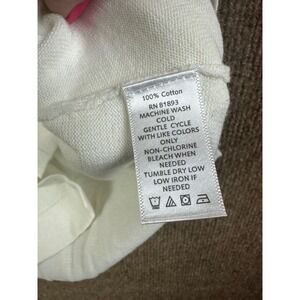 100% Cotton
RN 81893
MACHINE WASH
COLD
GENTLE CYCLE
WITH LIKE COLORS
ONLY
NON-CHLORINE
BLEACH WHEN
NEEDED
TUMBLE DRY LOW
LOW IRON IF
NEEDED